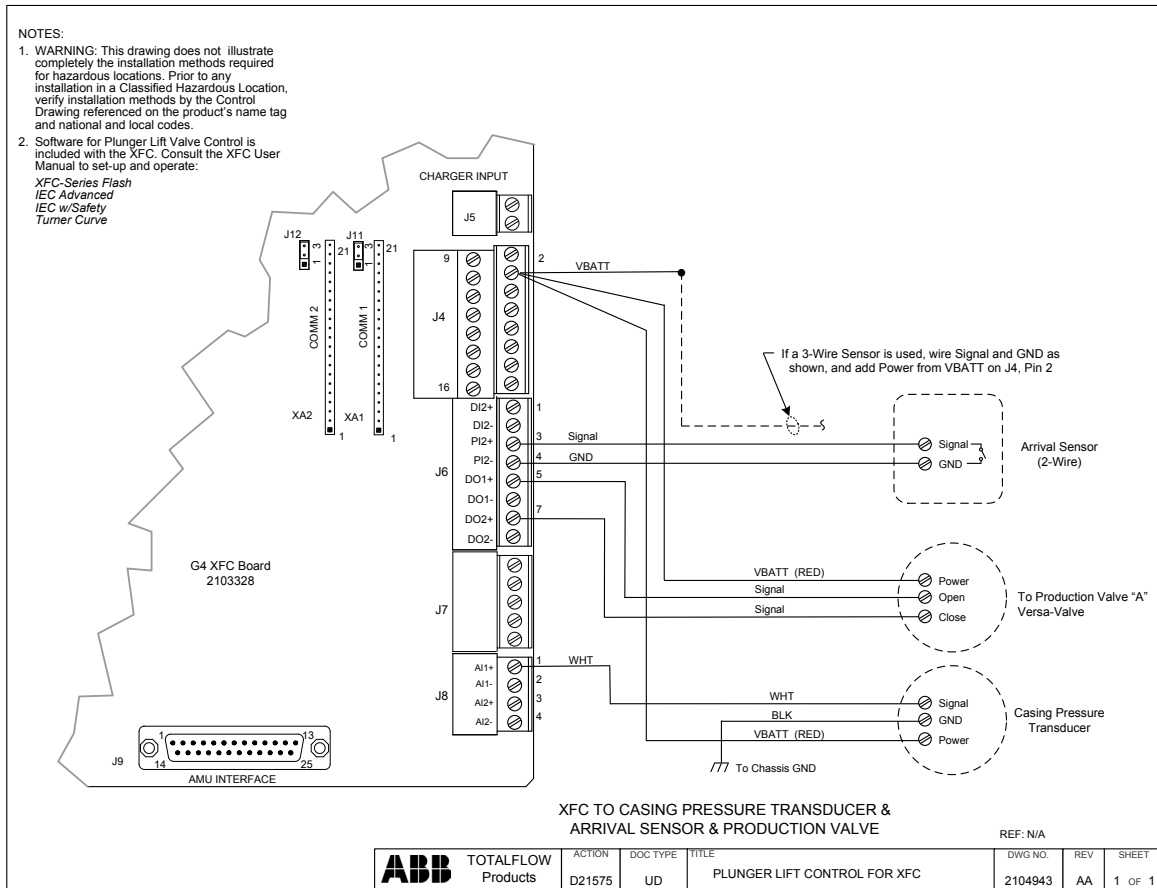 NOTES:
1. WARNING: This drawing does not illustrate
completely the installation methods required
for hazardous locations. Prior to any
installation in a Classified Hazardous Location,
verify installation methods by the Control
Drawing referenced on the product's name tag
and national and local codes.
2. Software for Plunger Lift Valve Control is
included with the XFC. Consult the XFC User
Manual to set-up and operate:
XFC-Series Flash
IEC Advanced
IEC w/Safety
Turner Curve
CHARGER INPUT
J5
J12
3
21
1
COMM 2
XA2
1
J11
3
21
1
COMM 1
XA1
1
9
J4
16
2
VBATT
If a 3-Wire Sensor is used, wire Signal and GND as
shown, and add Power from VBATT on J4, Pin 2
J6
DI2+ 1
DI2-
PI2+ 3 Signal
PI2- 4 GND
DO1+ 5
DO1-
DO2+ 7
DO2-
Signal
GND
Arrival Sensor
(2-Wire)
G4 XFC Board
2103328
J7
VBATT (RED)
Signal
Signal
Power
Open
Close
To Production Valve “A”
Versa-Valve
J8
AI1+ 1 WHT
AI1- 2
AI2+ 3
AI2- 4
WHT
BLK
VBATT (RED)
Signal
GND
Power
Casing Pressure
Transducer
To Chassis GND
J9
1 13
14 25
AMU INTERFACE
XFC TO CASING PRESSURE TRANSDUCER &
ARRIVAL SENSOR & PRODUCTION VALVE
REF: N/A
ABB
TOTALFLOW
Products
ACTION
D21575
DOC TYPE
UD
TITLE
PLUNGER LIFT CONTROL FOR XFC
DWG NO.
2104943
REV
AA
SHEET
1 OF 1